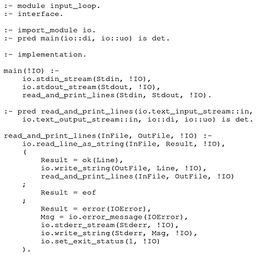 :- module input_loop.
:- interface.
:- import_module io.
:- pred main(io::di, io::uo) is det.
:- implementation.
main(!IO) :-
io.stdin_stream(Stdin, !IO),
io.stdout_stream(Stdout, !IO),
read_and_print_lines(Stdin, Stdout, !IO).
:- pred read_and_print_lines(io.text_input_stream::in,
io.text_output_stream::in, io::di, io::uo) is det.
read_and_print_lines(InFile, OutFile, !IO) :-
io.read_line_as_string(InFile, Result, !IO),
(
Result = ok(Line),
io.write_string(OutFile, Line, !IO),
read_and_print_lines(InFile, OutFile, !IO)
;
Result = eof
;
Result = error(IOError),
Msg = io.error_message(IOError),
io.stderr_stream(Stderr, !IO),
io.write_string(Stderr, Msg, !IO),
io.set_exit_status(1, !IO)
).